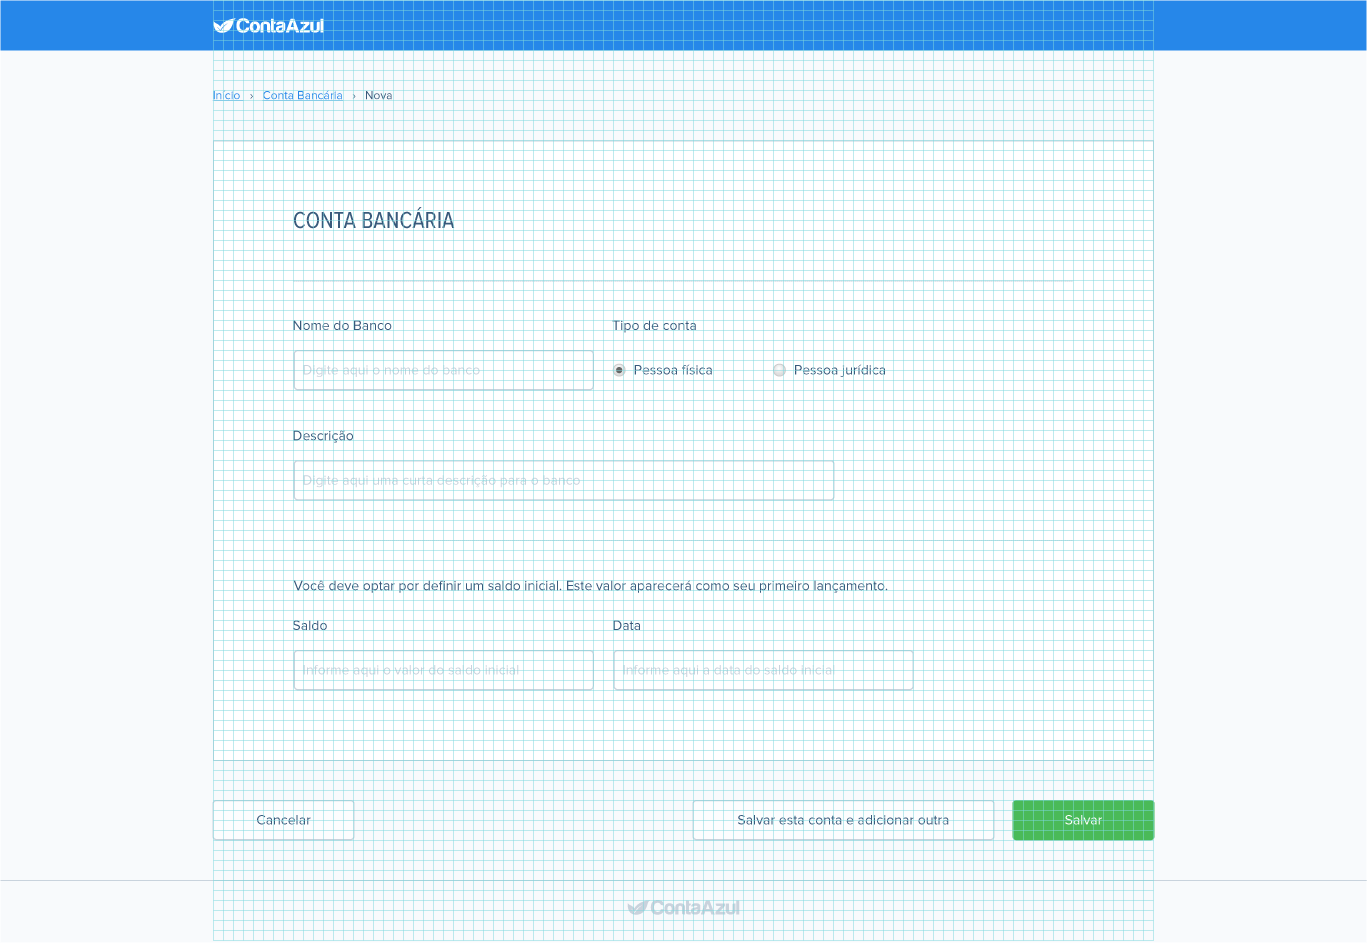 ContaAzul
Início › Conta Bancária › Nova
CONTA BANCÁRIA
Nome do Banco
Tipo de conta
Digite aqui o nome do banco
Pessoa física
Pessoa jurídica
Descrição
Digite aqui uma curta descrição para o banco
Você deve optar por definir um saldo inicial. Este valor aparecerá como seu primeiro lançamento.
Saldo
Data
Informe aqui o valor do saldo inicial
Informe aqui a data do saldo inicial
Cancelar
Salvar esta conta e adicionar outra
Salvar
ContaAzul